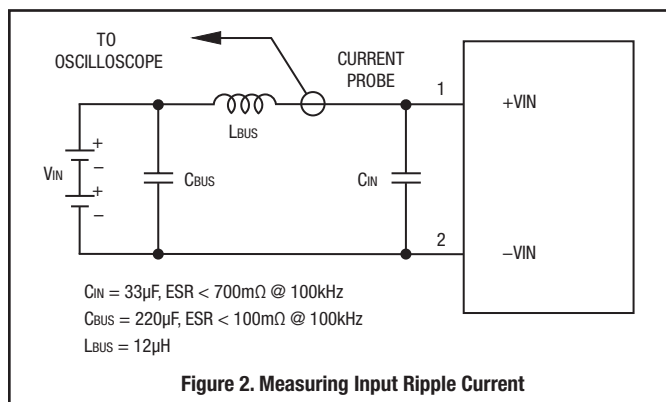 TO
OSCILLOSCOPE
CURRENT
PROBE
1
+VIN
LBUS
+
VIN
–
+
–
CBUS
CIN
2
–VIN
CIN = 33µF, ESR < 700mΩ @ 100kHz
CBUS = 220µF, ESR < 100mΩ @ 100kHz
LBUS = 12µH
Figure 2. Measuring Input Ripple Current